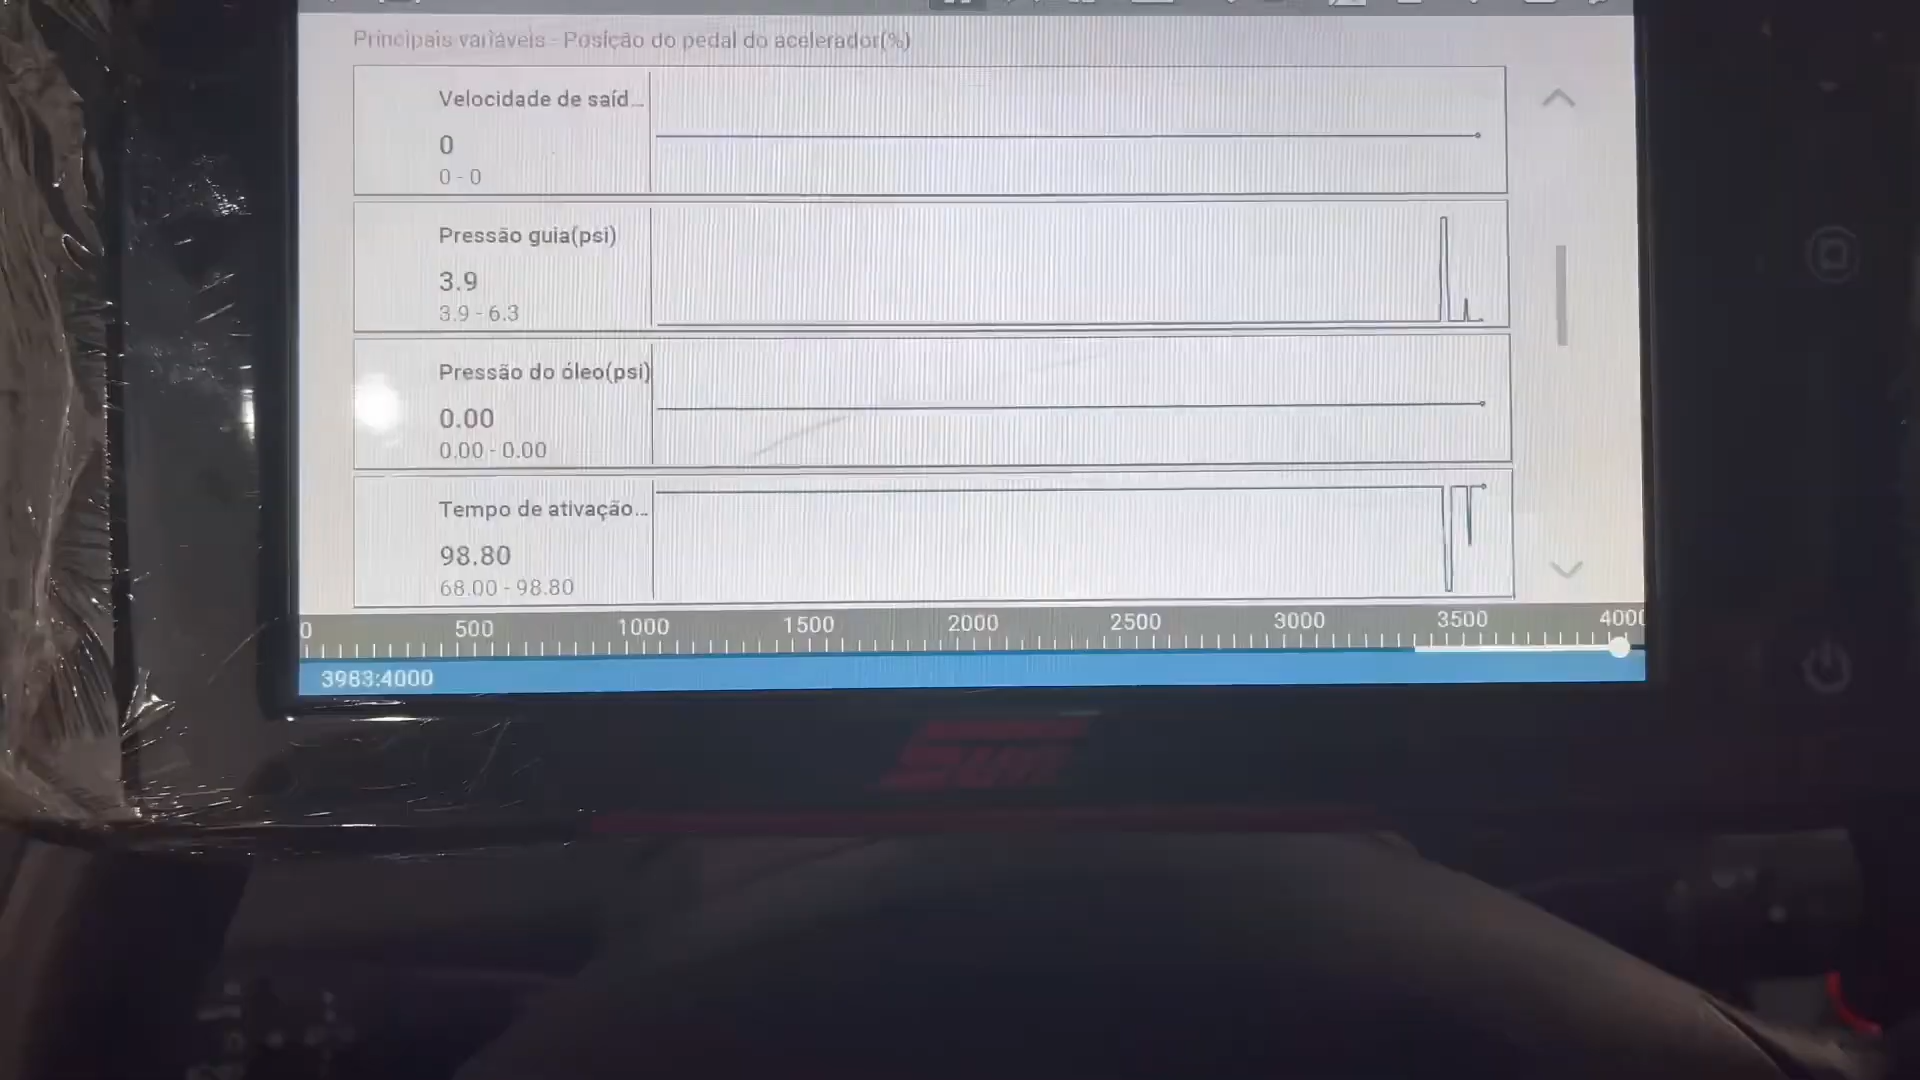 Principais variáveis - Posição do pedal do acelerador(%)
Velocidade de saíd...
0
0 - 0
Pressão guia(psi)
3.9
3.9 - 6.3
Pressão do óleo(psi)
0.00
0.00 - 0.00
Tempo de ativação...
98.80
68.00 - 98.80
0 500 1000 1500 2000 2500 3000 3500 4000
3983:4000
Sun